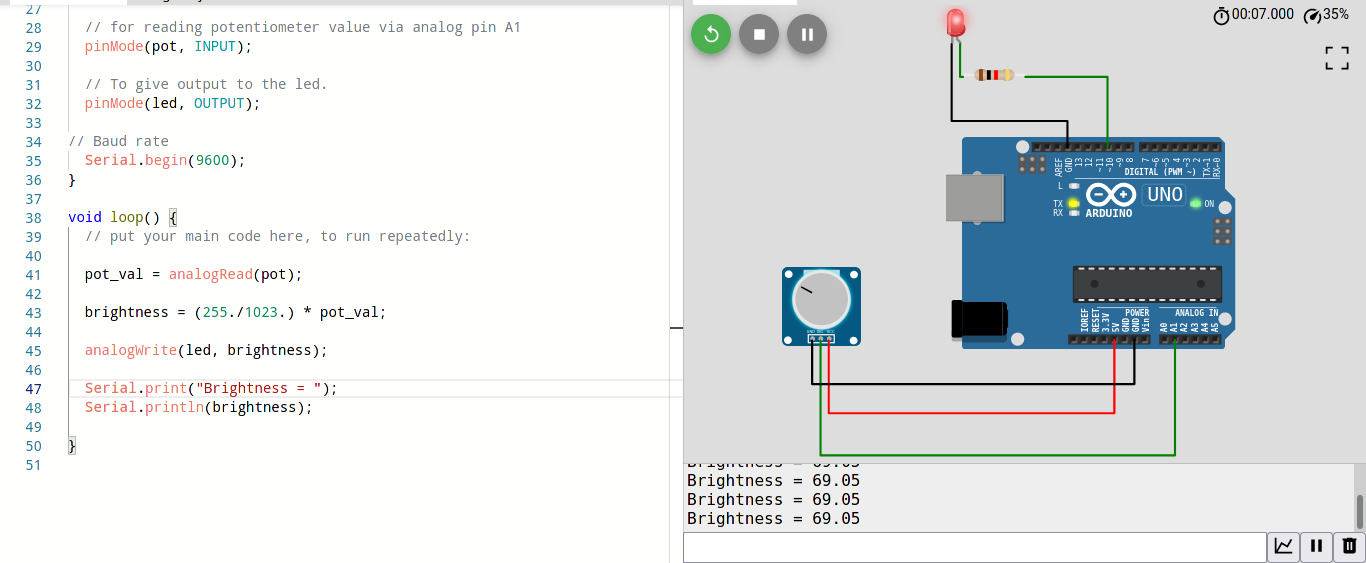 27
28 // for reading potentiometer value via analog pin A1
29 pinMode(pot, INPUT);
30
31 // To give output to the led.
32 pinMode(led, OUTPUT);
33
34 // Baud rate
35 Serial.begin(9600);
36 }
37
38 void loop() {
39 // put your main code here, to run repeatedly:
40
41 pot_val = analogRead(pot);
42
43 brightness = (255./1023.) * pot_val;
44
45 analogWrite(led, brightness);
46
47 Serial.print("Brightness = ");
48 Serial.println(brightness);
49
50 }
51
00:07.000 35%
AREF
GND
13
12
~11
~10
~9
8
7
~6
~5
4
~3
2
TX→1
RX←0
DIGITAL (PWM ~)
L
TX
RX
UNO
ARDUINO
ON
POWER
ANALOG IN
IOREF
RESET
3.3V
5V
GND
GND
Vin
A0
A1
A2
A3
A4
A5
GND SIG VCC
Brightness = 69.05
Brightness = 69.05
Brightness = 69.05
Brightness = 69.05